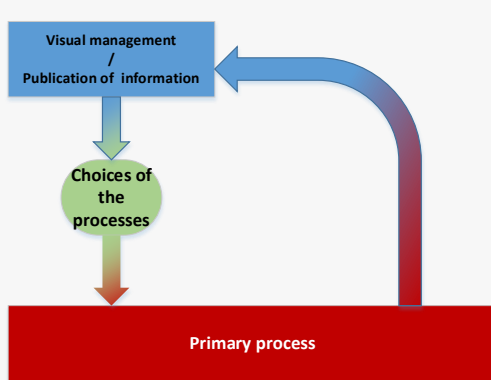 Visual management
/
Publication of  information
Choices of
the
processes
Primary process